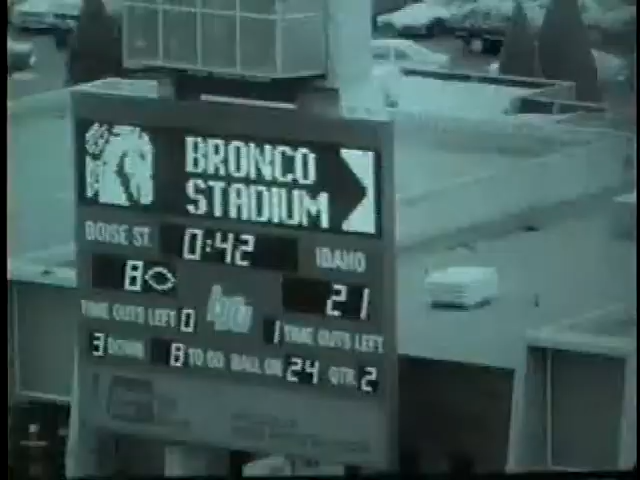 BRONCO
STADIUM
BOISE ST. 0:42 IDAHO
8 21
TIME OUTS LEFT 0 1 TIME OUTS LEFT
3 DOWN 8 TO GO BALL ON 24 QTR. 2